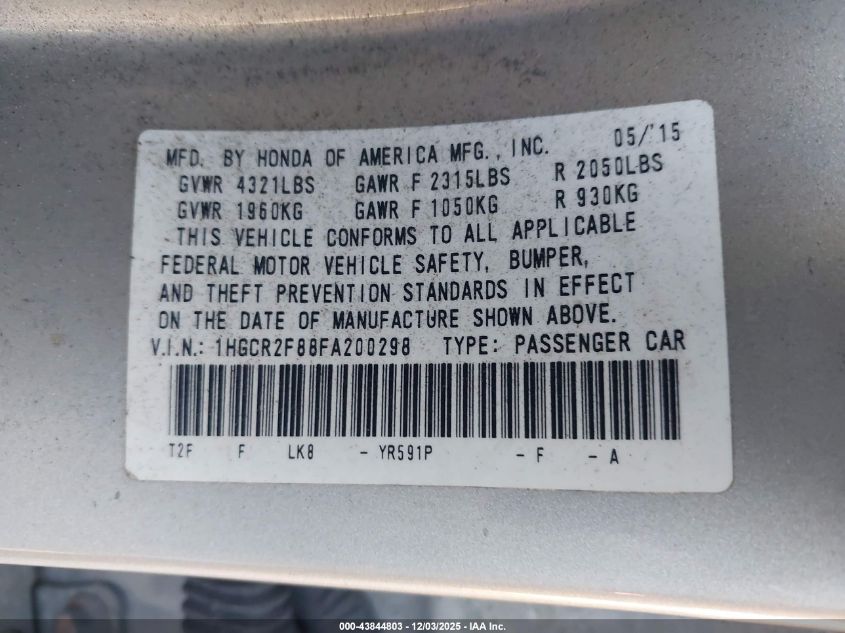 MFD. BY HONDA OF AMERICA MFG., INC. 05/'15
GVWR 4321LBS GAWR F 2315LBS R 2050LBS
GVWR 1960KG GAWR F 1050KG R 930KG
THIS VEHICLE CONFORMS TO ALL APPLICABLE
FEDERAL MOTOR VEHICLE SAFETY, BUMPER,
AND THEFT PREVENTION STANDARDS IN EFFECT
ON THE DATE OF MANUFACTURE SHOWN ABOVE.
V.I.N.: 1HGCR2F88FA200298 TYPE: PASSENGER CAR
T2F F LK8 - YR591P - F - A
000-43844803 - 12/03/2025 - IAA Inc.